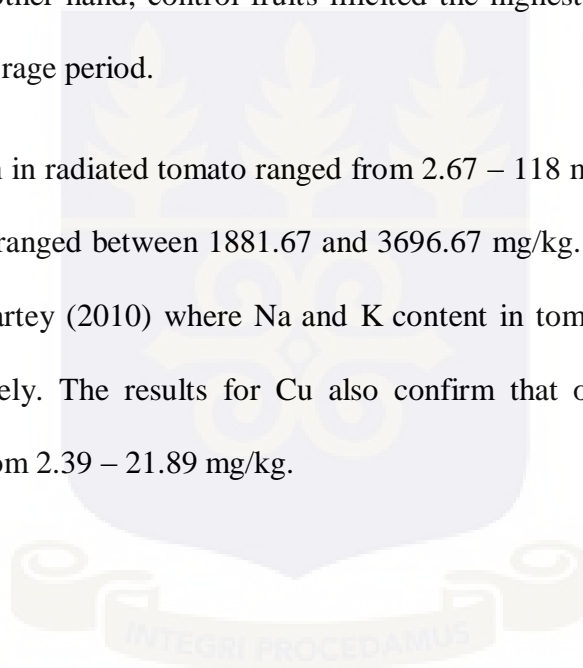 other hand, control fruits elicited the highest
rage period.
in radiated tomato ranged from 2.67 – 118 m
ranged between 1881.67 and 3696.67 mg/kg.
artey (2010) where Na and K content in tom
ely. The results for Cu also confirm that o
om 2.39 – 21.89 mg/kg.
INTEGRI PROCEDAMUS